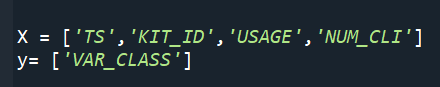 X = ['TS','KIT_ID','USAGE','NUM_CLI']
y= ['VAR_CLASS']